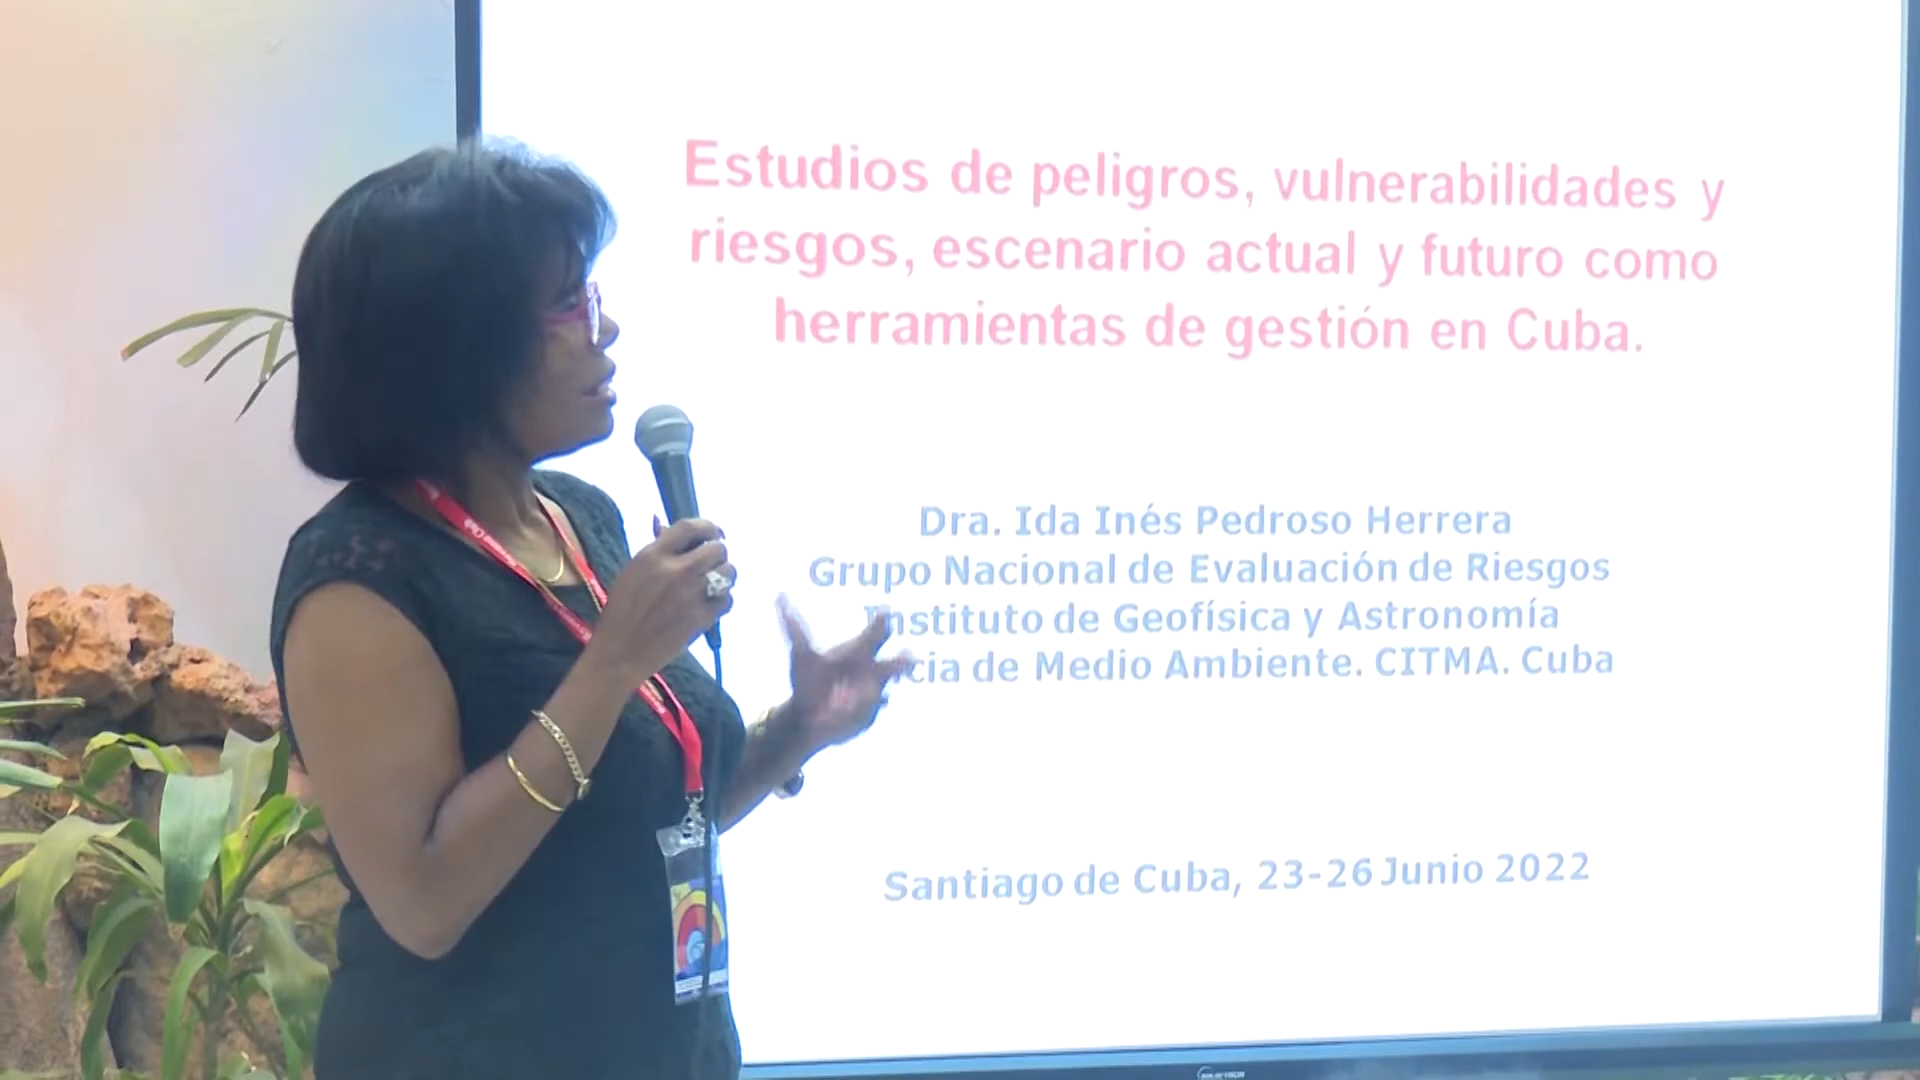 Estudios de peligros, vulnerabilidades y
riesgos, escenario actual y futuro como
herramientas de gestión en Cuba.
Dra. Ida Inés Pedroso Herrera
Grupo Nacional de Evaluación de Riesgos
Instituto de Geofísica y Astronomía
cia de Medio Ambiente. CITMA. Cuba
Santiago de Cuba, 23-26 Junio 2022